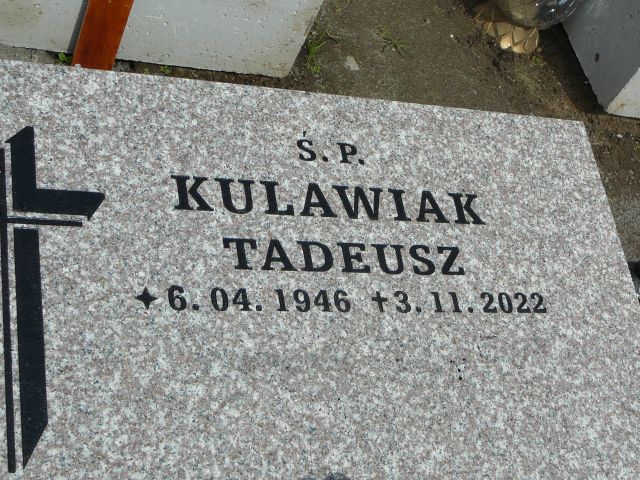 Ś. P.
KULAWIAK
TADEUSZ
✦6. 04. 1946 ✝3. 11. 2022